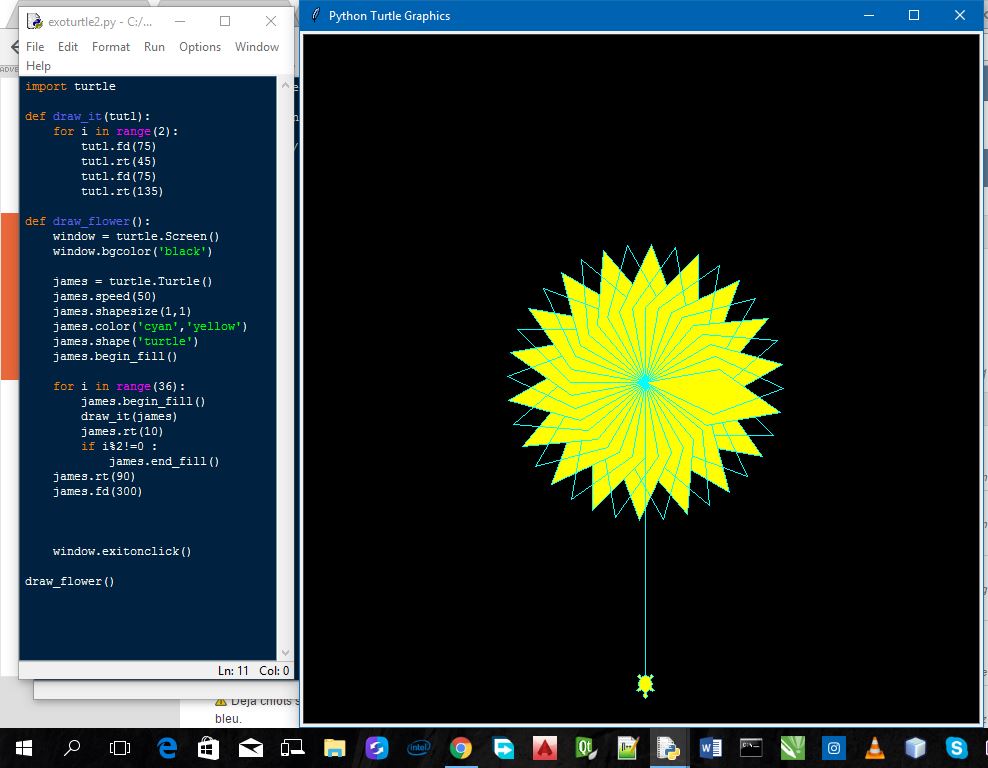 exoturtle2.py - C:/...
File Edit Format Run Options Window
Help
import turtle
def draw_it(tutl):
for i in range(2):
tutl.fd(75)
tutl.rt(45)
tutl.fd(75)
tutl.rt(135)
def draw_flower():
window = turtle.Screen()
window.bgcolor('black')
james = turtle.Turtle()
james.speed(50)
james.shapesize(1,1)
james.color('cyan','yellow')
james.shape('turtle')
james.begin_fill()
for i in range(36):
james.begin_fill()
draw_it(james)
james.rt(10)
if i%2!=0 :
james.end_fill()
james.rt(90)
james.fd(300)
window.exitonclick()
draw_flower()
Ln: 11 Col: 0
Python Turtle Graphics
bleu.
intel
Qt